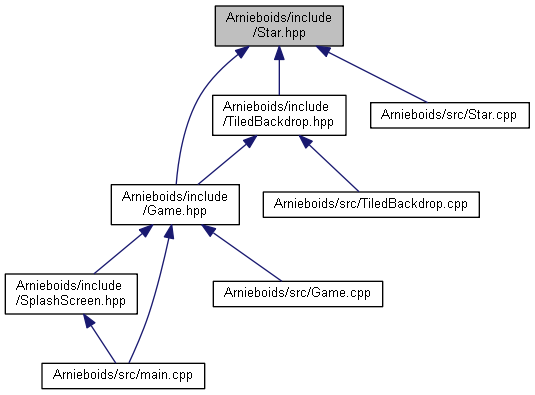 Arnieboids/include
/Star.hpp
Arnieboids/include
/TiledBackdrop.hpp
Arnieboids/src/Star.cpp
Arnieboids/include
/Game.hpp
Arnieboids/src/TiledBackdrop.cpp
Arnieboids/include
/SplashScreen.hpp
Arnieboids/src/Game.cpp
Arnieboids/src/main.cpp